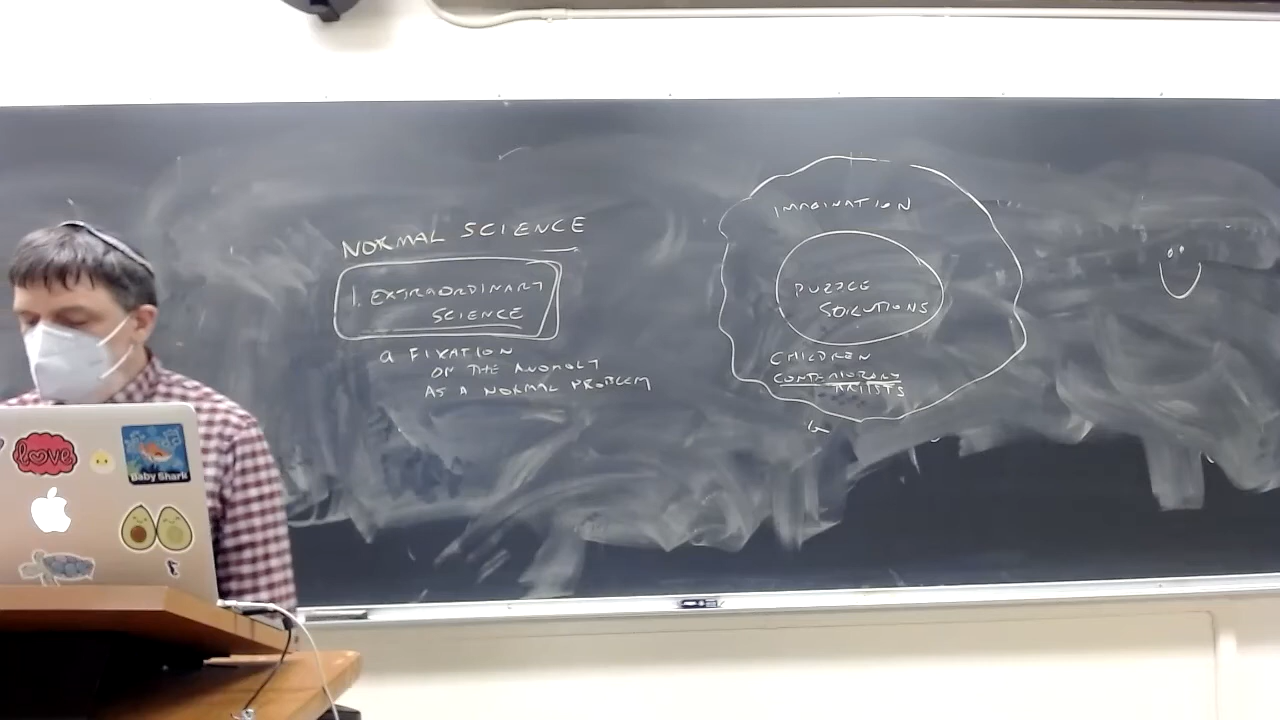 NORMAL SCIENCE
1. EXTRAORDINARY
SCIENCE
a FIXATION
ON THE ANOMOLY
AS A NORMAL PROBLEM
IMAGINATION
PUZZLE
SOLUTIONS
CHILDREN
CONTEMPORARY
ARTISTS
love
Baby Shark